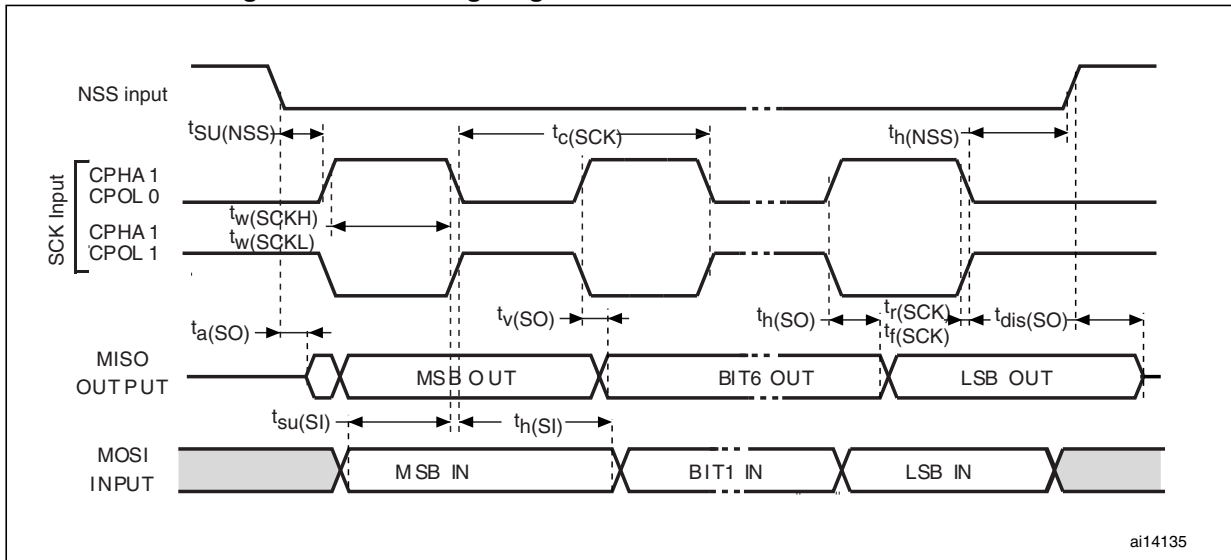 NSS input
tSU(NSS)
tc(SCK)
th(NSS)
SCK Input
CPHA 1
CPOL 0
tw(SCKH)
tw(SCKL)
CPHA 1
CPOL 1
ta(SO)
tv(SO)
th(SO)
tr(SCK)
tf(SCK)
tdis(SO)
MISO
OUTPUT
MSB OUT
BIT6 OUT
LSB OUT
tsu(SI)
th(SI)
MOSI
INPUT
MSB IN
BIT1 IN
LSB IN
ai14135